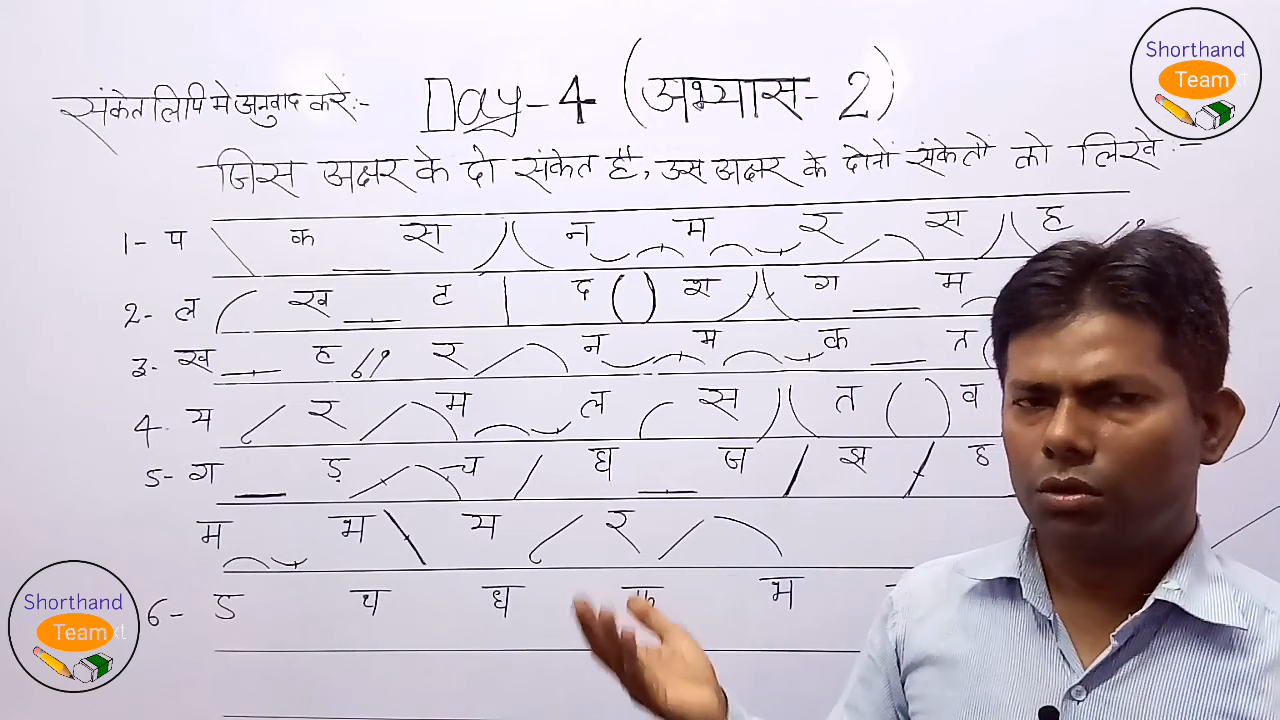 Shorthand
Team
Day-4 (अभ्यास-2)
संकेत लिपि मे अनुवाद करें:-
जिस अक्षर के दो संकेत है, उस अक्षर के दोनों संकेतों को लिखे:-
1- प क स न म र स ह
2- ल ख ट द श ग म
3- ख ह र न म क त
4. य र म ल स त व
5- ग ड़ च घ ज झ ह
म भ य र
6- ड च ध फ भ
Shorthand
Team